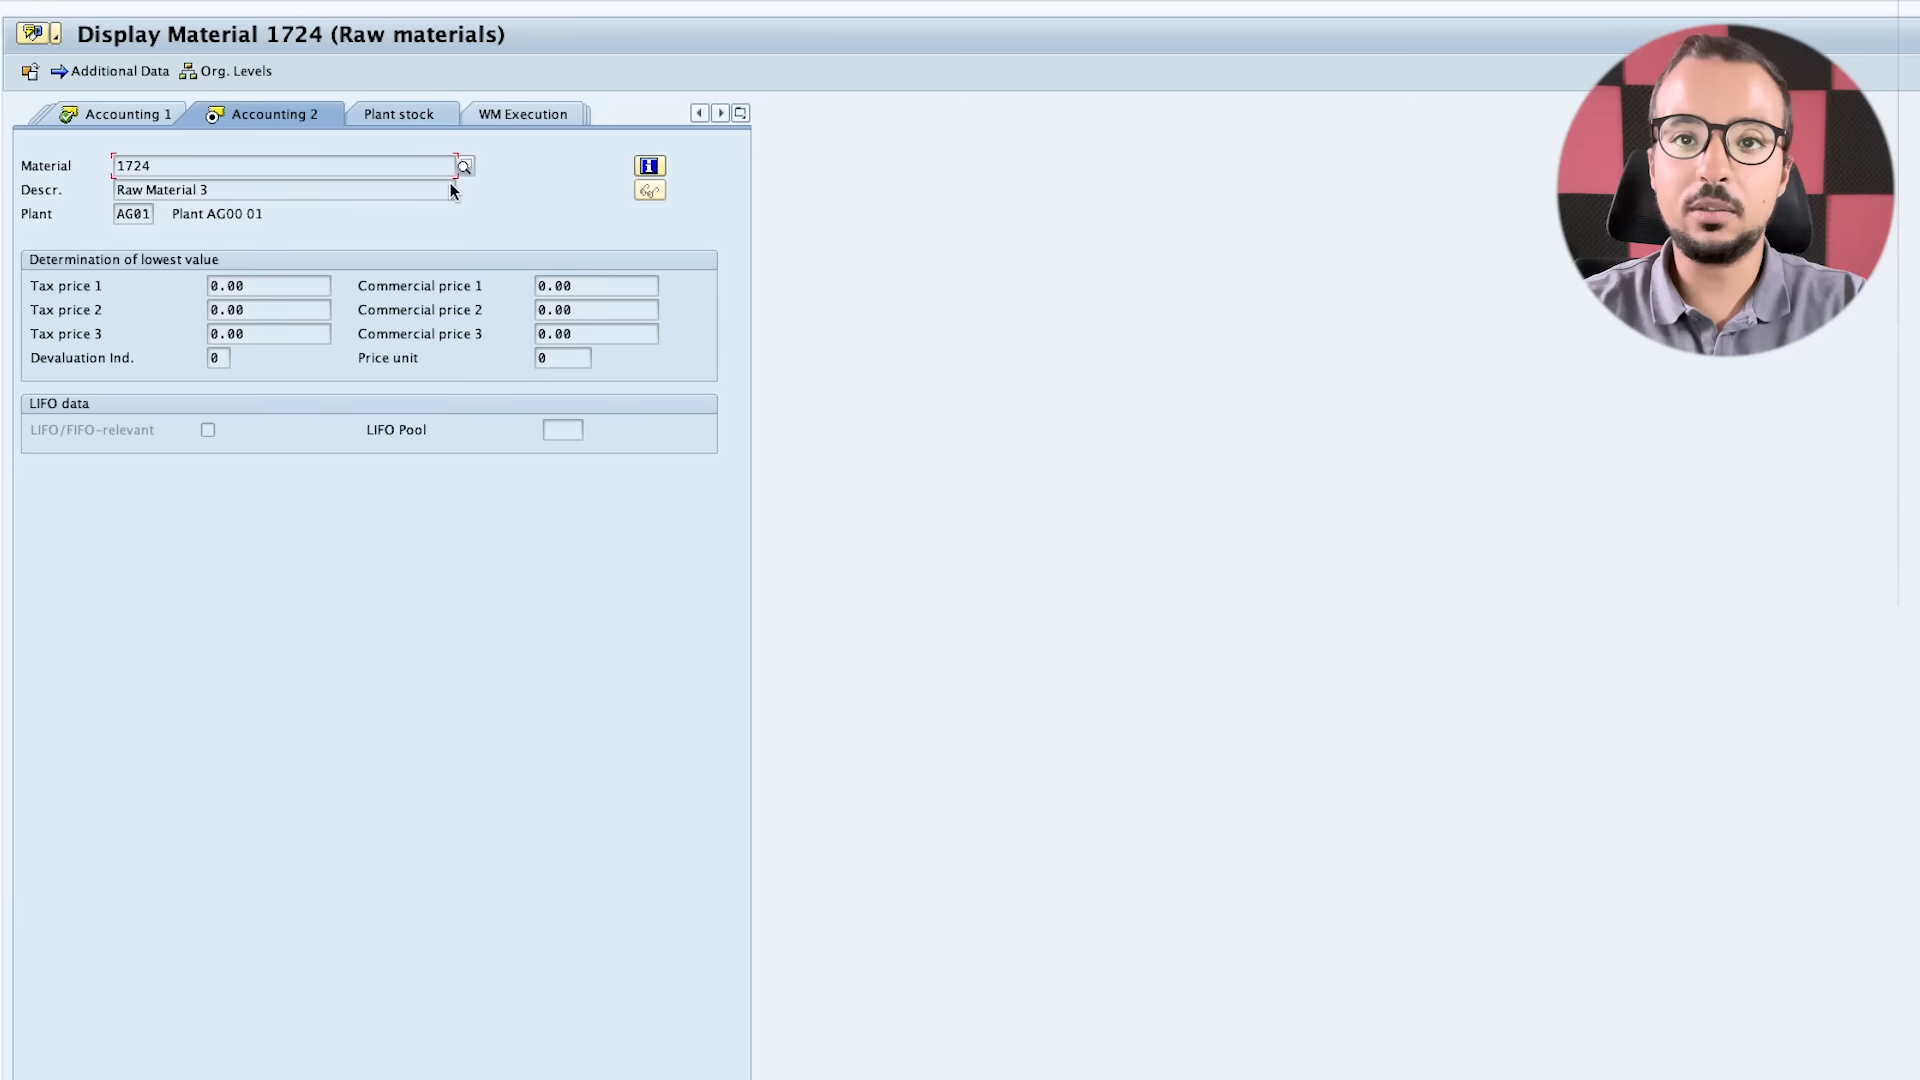 Display Material 1724 (Raw materials)
Additional Data Org. Levels
Accounting 1 Accounting 2 Plant stock WM Execution
Material 1724
Descr. Raw Material 3
Plant AG01 Plant AG00 01
Determination of lowest value
Tax price 1 0.00 Commercial price 1 0.00
Tax price 2 0.00 Commercial price 2 0.00
Tax price 3 0.00 Commercial price 3 0.00
Devaluation Ind. 0 Price unit 0
LIFO data
LIFO/FIFO-relevant LIFO Pool